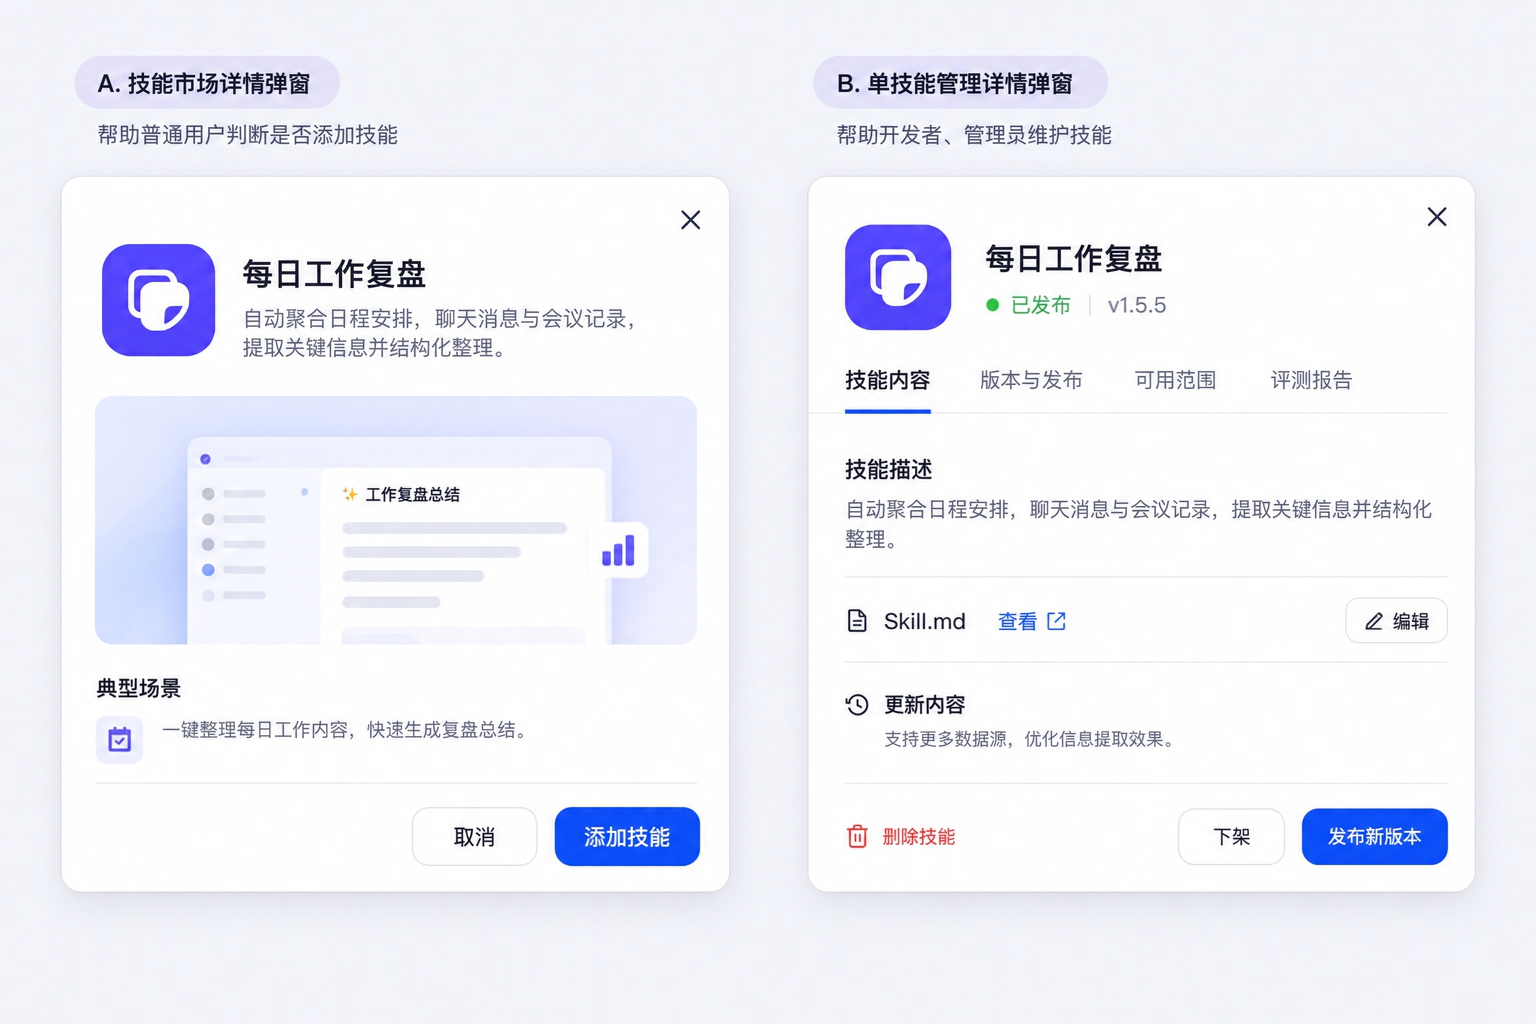 A. 技能市场详情弹窗
帮助普通用户判断是否添加技能
每日工作复盘
自动聚合日程安排，聊天消息与会议记录，
提取关键信息并结构化整理。
✨ 工作复盘总结
典型场景
一键整理每日工作内容，快速生成复盘总结。
取消
添加技能
B. 单技能管理详情弹窗
帮助开发者、管理员维护技能
每日工作复盘
已发布 | v1.5.5
技能内容 版本与发布 可用范围 评测报告
技能描述
自动聚合日程安排，聊天消息与会议记录，提取关键信息并结构化
整理。
Skill.md 查看 编辑
更新内容
支持更多数据源，优化信息提取效果。
删除技能 下架 发布新版本